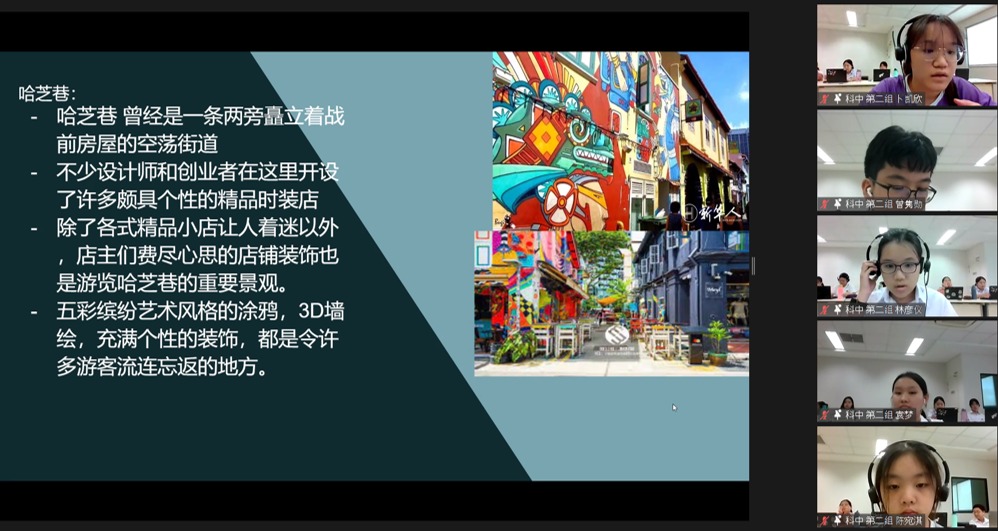 哈芝巷：
- 哈芝巷 曾经是一条两旁矗立着战
前房屋的空荡街道
- 不少设计师和创业者在这里开设
了许多颇具个性的精品时装店
- 除了各式精品小店让人着迷以外
，店主们费尽心思的店铺装饰也
是游览哈芝巷的重要景观。
- 五彩缤纷艺术风格的涂鸦，3D墙
绘，充满个性的装饰，都是令许
多游客流连忘返的地方。
新华人
科中 第二组 卜凯欣
科中 第二组 曾隽勋
科中 第二组 林彦仪
科中 第二组 袁梦
科中 第二组 陈宛淇